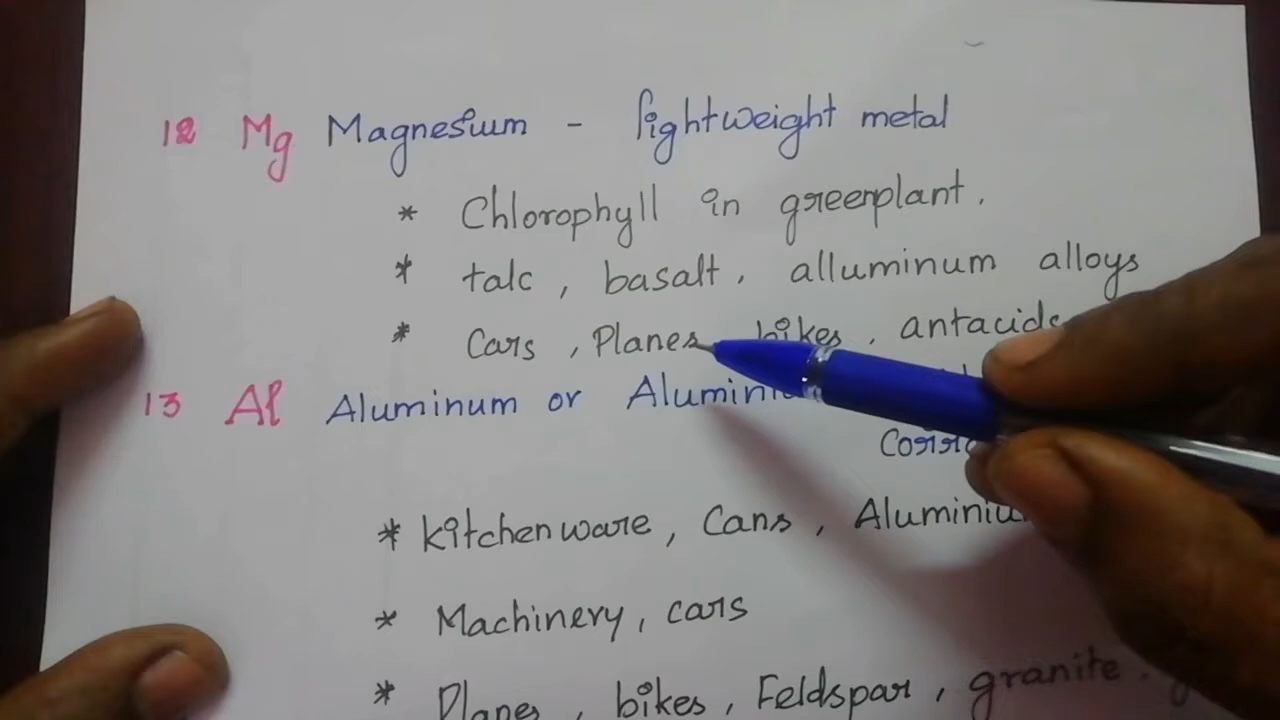 12 Mg Magnesium - lightweight metal
* Chlorophyll in greenplant.
* talc, basalt, alluminum alloys
* Cars, Planes bikes, antacids
13 Al Aluminum or
* kitchenware, Cans,
* Machinery, cars
* Planes, bikes, Feldspar, granite.